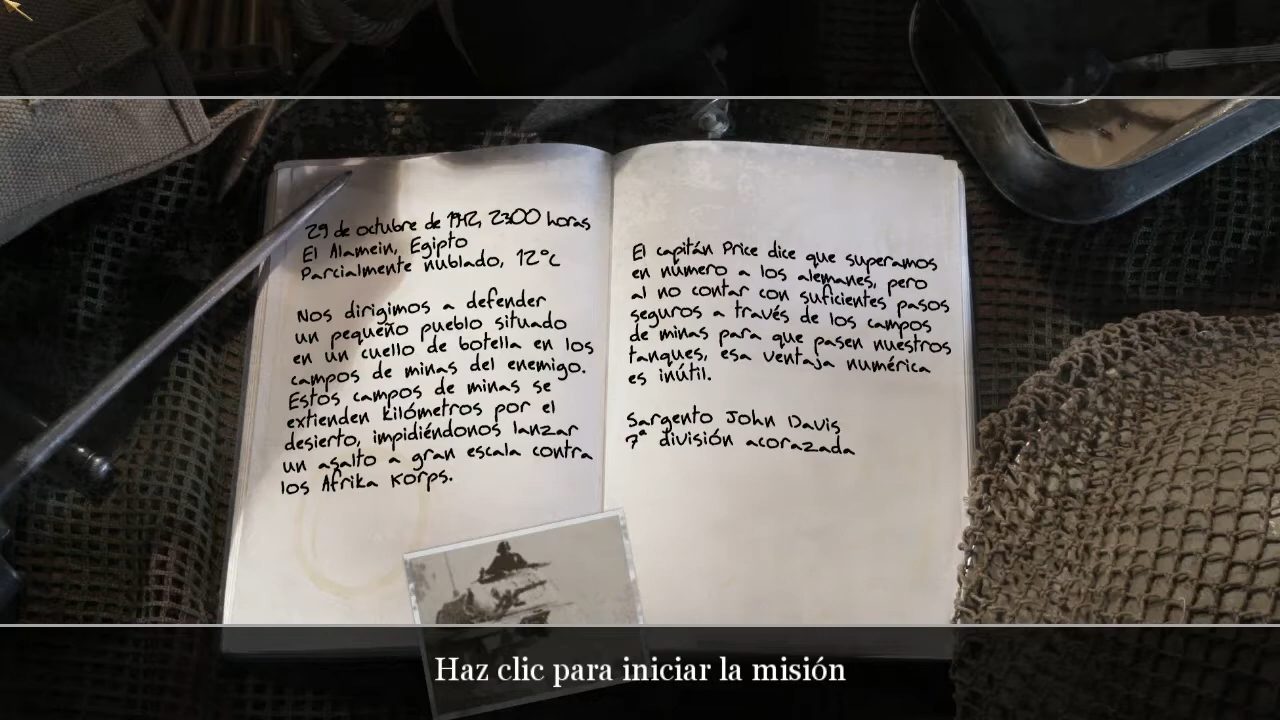 29 de octubre de 1942, 2300 horas
El Alamein, Egipto
Parcialmente nublado, 12°C
Nos dirigimos a defender
un pequeño pueblo situado
en un cuello de botella en los
campos de minas del enemigo.
Estos campos de minas se
extienden kilómetros por el
desierto, impidiéndonos lanzar
un asalto a gran escala contra
los Afrika Korps.
El capitán Price dice que superamos
en número a los alemanes, pero
al no contar con suficientes pasos
seguros a través de los campos
de minas para que pasen nuestros
tanques, esa ventaja numérica
es inútil.
Sargento John Davis
7ª división acorazada
Haz clic para iniciar la misión